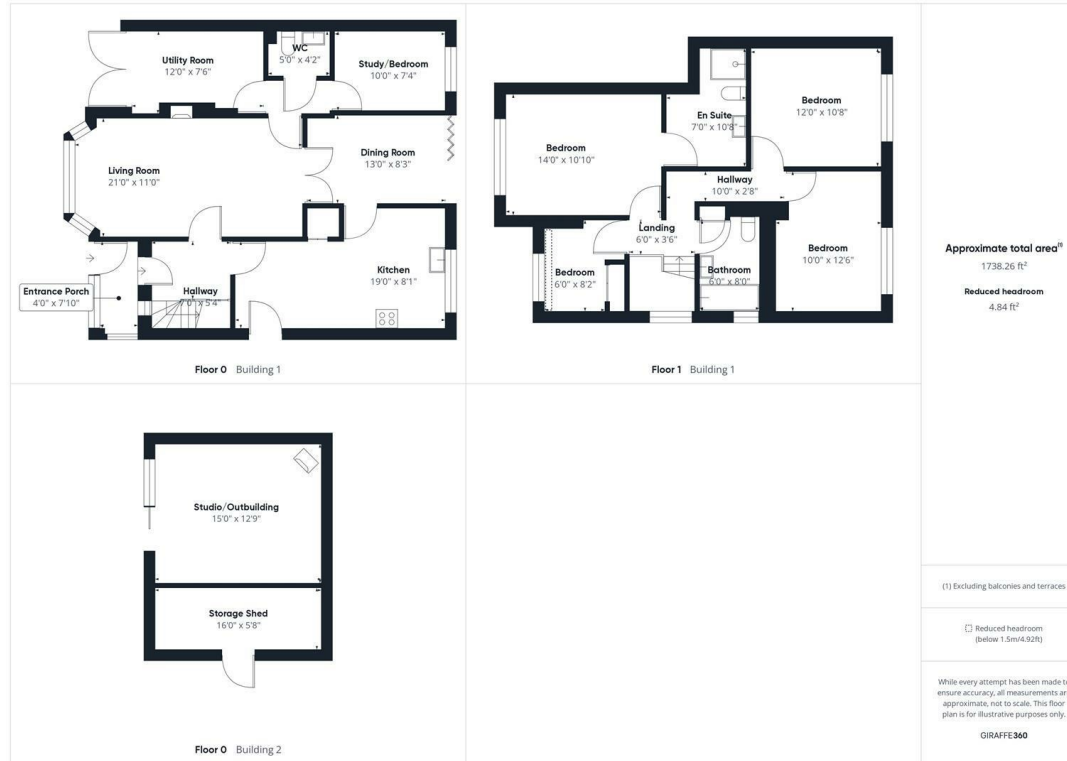 Utility Room
12'0" x 7'6"
WC
5'0" x 4'2"
Study/Bedroom
10'0" x 7'4"
Living Room
21'0" x 11'0"
Dining Room
13'0" x 8'3"
Entrance Porch
4'0" x 7'10"
Hallway
7'0" x 5'4"
Kitchen
19'0" x 8'1"
Floor 0 Building 1
Bedroom
14'0" x 10'10"
En Suite
7'0" x 10'8"
Bedroom
12'0" x 10'8"
Hallway
10'0" x 2'8"
Landing
6'0" x 3'6"
Bedroom
6'0" x 8'2"
Bathroom
6'0" x 8'0"
Bedroom
10'0" x 12'6"
Floor 1 Building 1
Studio/Outbuilding
15'0" x 12'9"
Storage Shed
16'0" x 5'8"
Floor 0 Building 2
Approximate total area(1)
1738.26 ft²
Reduced headroom
4.84 ft²
(1) Excluding balconies and terraces
Reduced headroom
(below 1.5m/4.92ft)
While every attempt has been made to
ensure accuracy, all measurements are
approximate, not to scale. This floor
plan is for illustrative purposes only.
GIRAFFE360